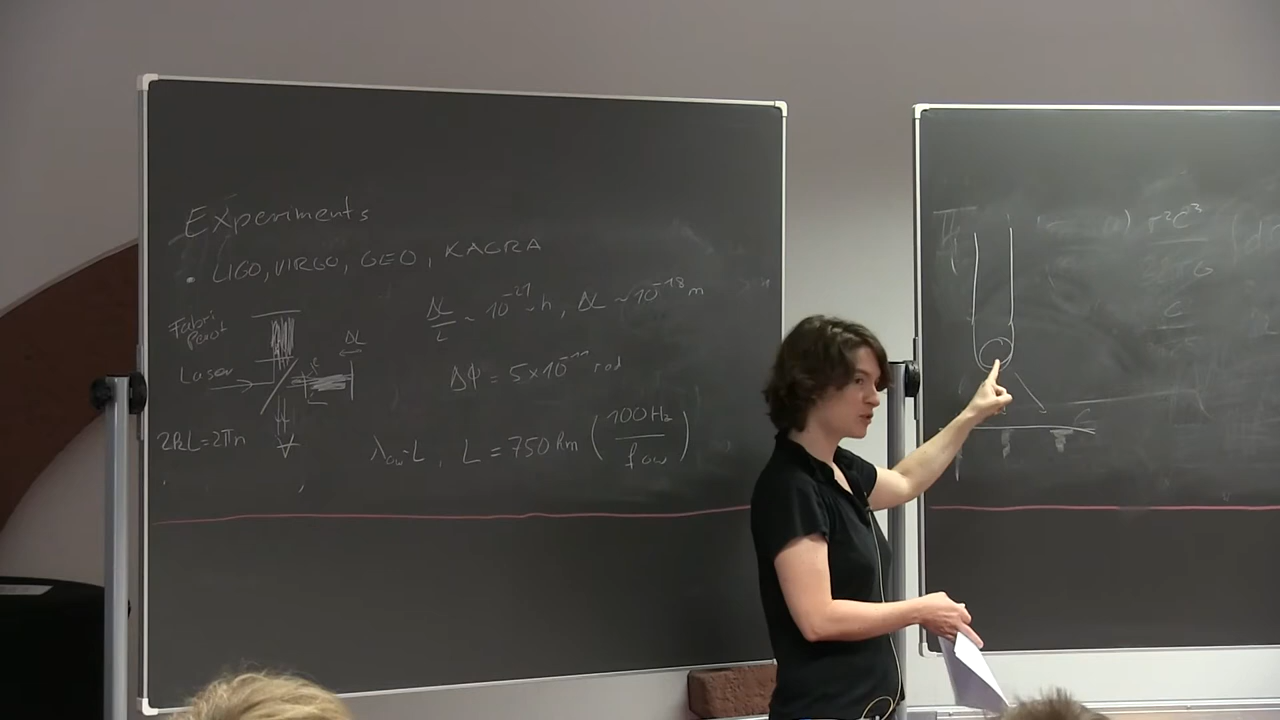 Experiments
• LIGO, VIRGO, GEO, KAGRA
Fabri
Perot
ΔL
Laser
L
2kL=2πn
ΔL/L ~ 10⁻²¹ ~ h, ΔL ~ 10⁻¹⁸ m
Δφ = 5×10⁻¹¹ rad
λ_GW ~ L, L = 750 km (100 Hz / f_GW)
r²c³